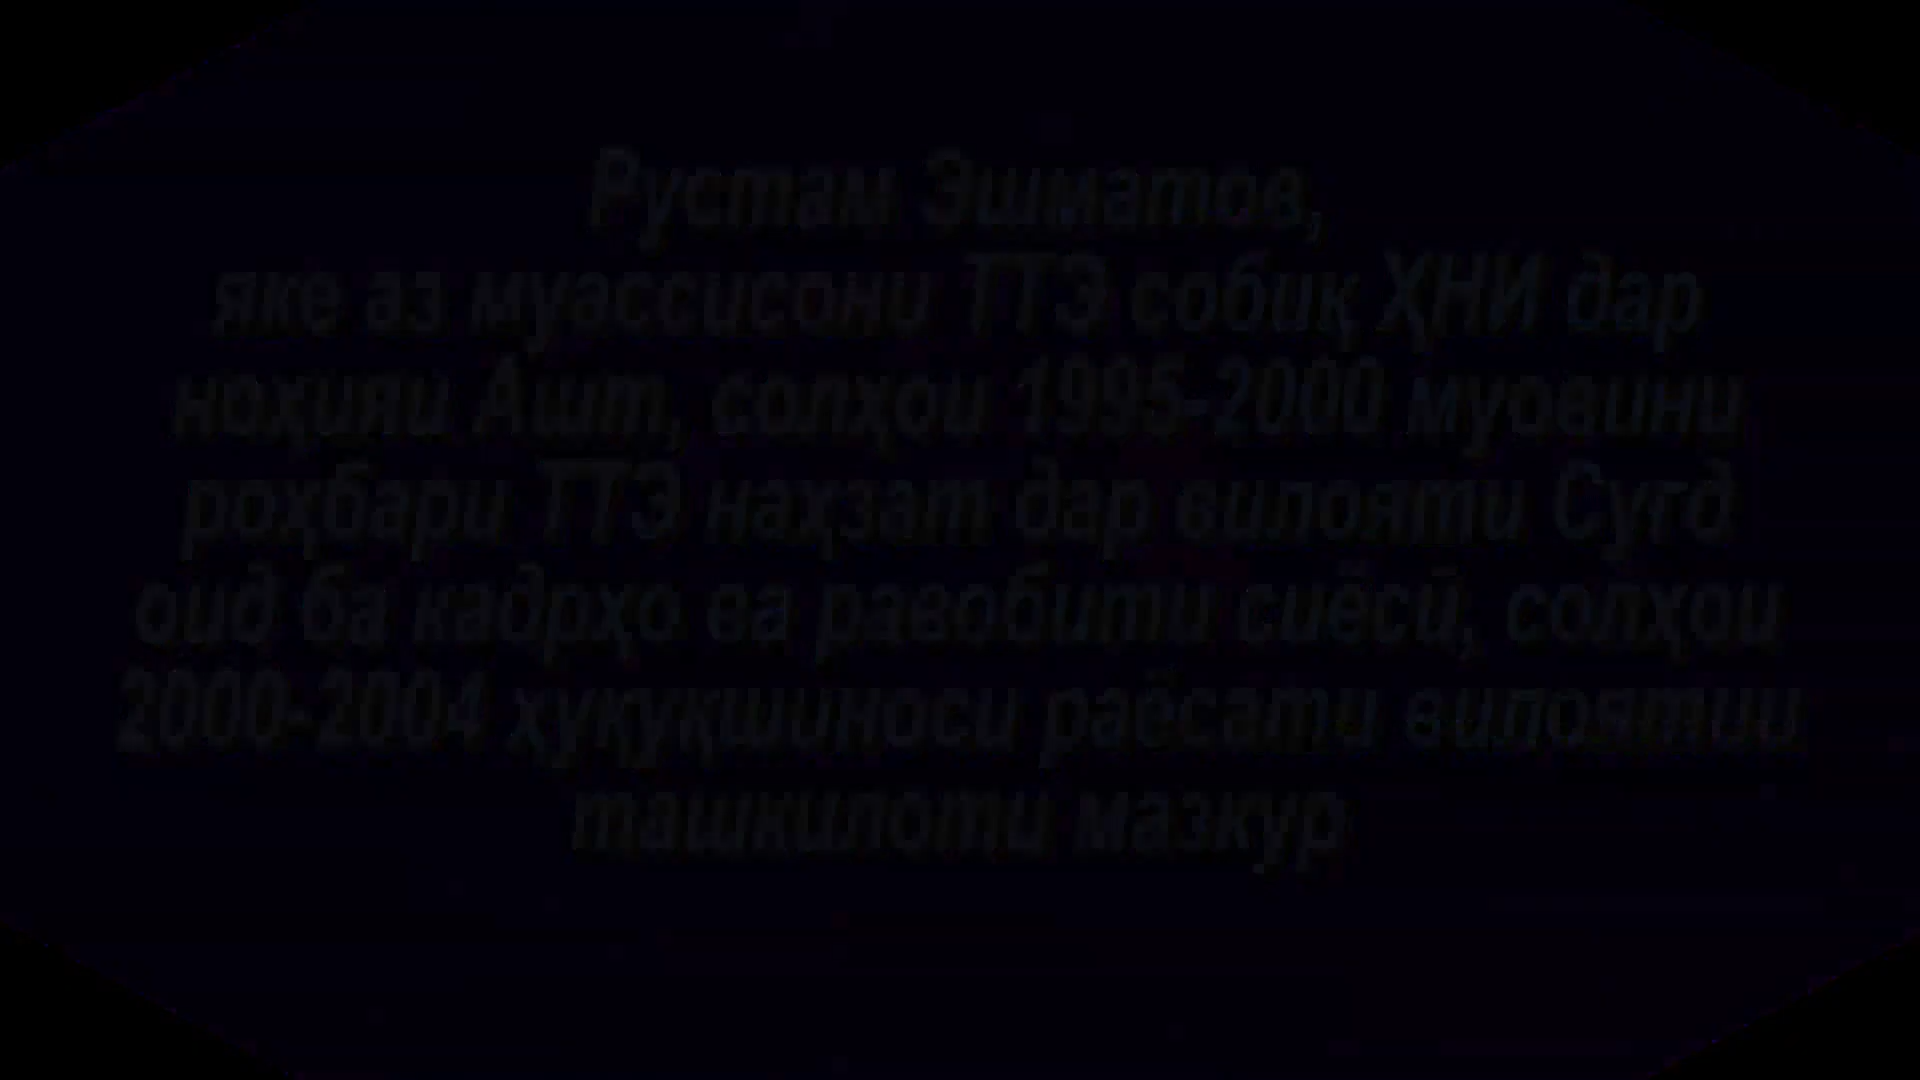 Рустам Эшматов,
яке аз муассисони ТТЭ собиқ ҲНИ дар
ноҳияи Ашт, солҳои 1995-2000 муовини
роҳбари ТТЭ наҳзат дар вилояти Суғд
оид ба кадрҳо ва равобити сиёсӣ, солҳои
2000-2004 ҳуқуқшиноси раёсати вилоятии
ташкилоти мазкур